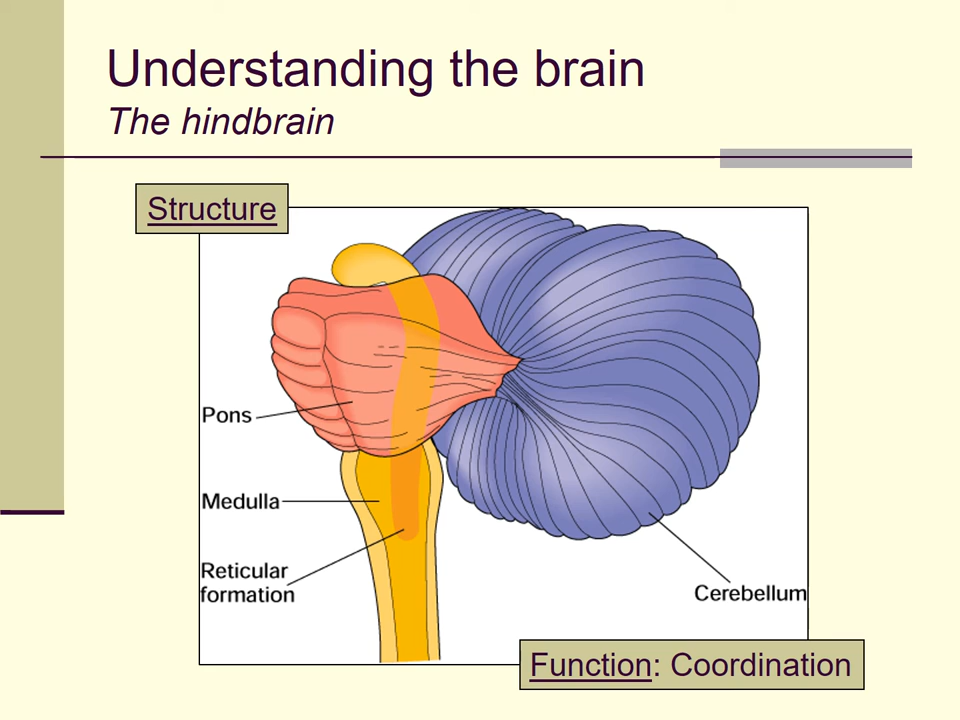 Understanding the brain
The hindbrain
Structure
Pons
Medulla
Reticular
formation
Cerebellum
Function: Coordination